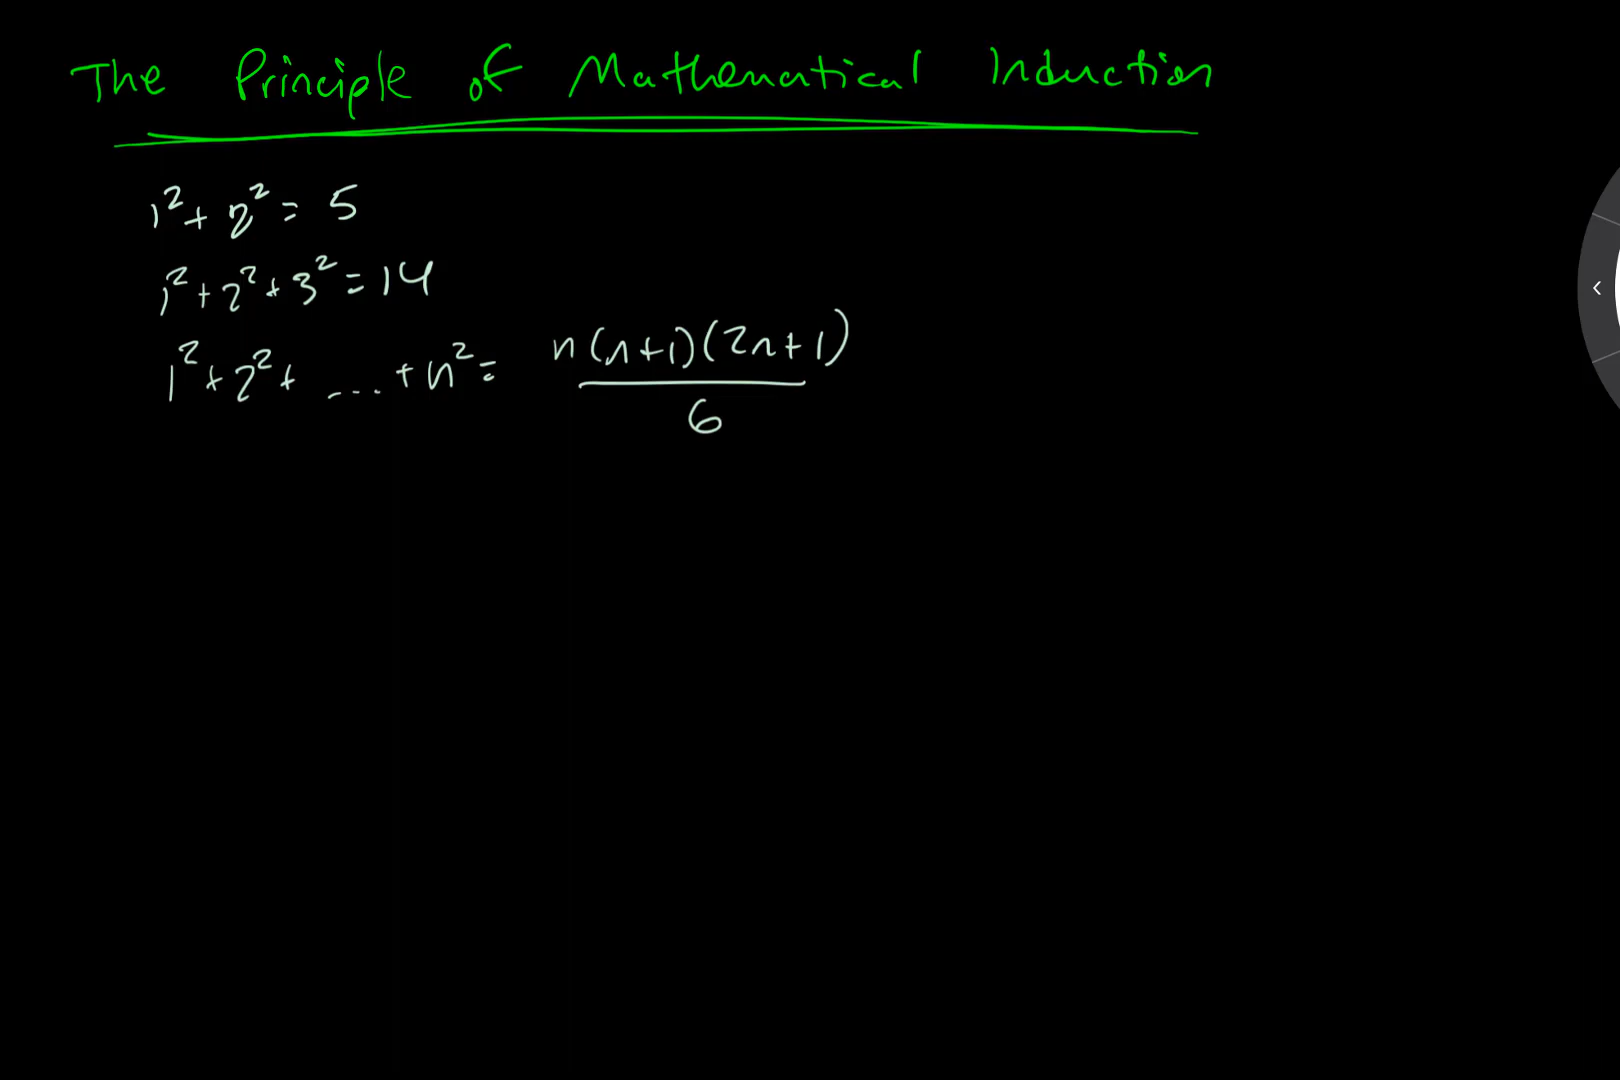 The Principle of Mathematical Induction
1² + 2² = 5
1² + 2² + 3² = 14
1² + 2² + ... + n² = n(n+1)(2n+1)
6